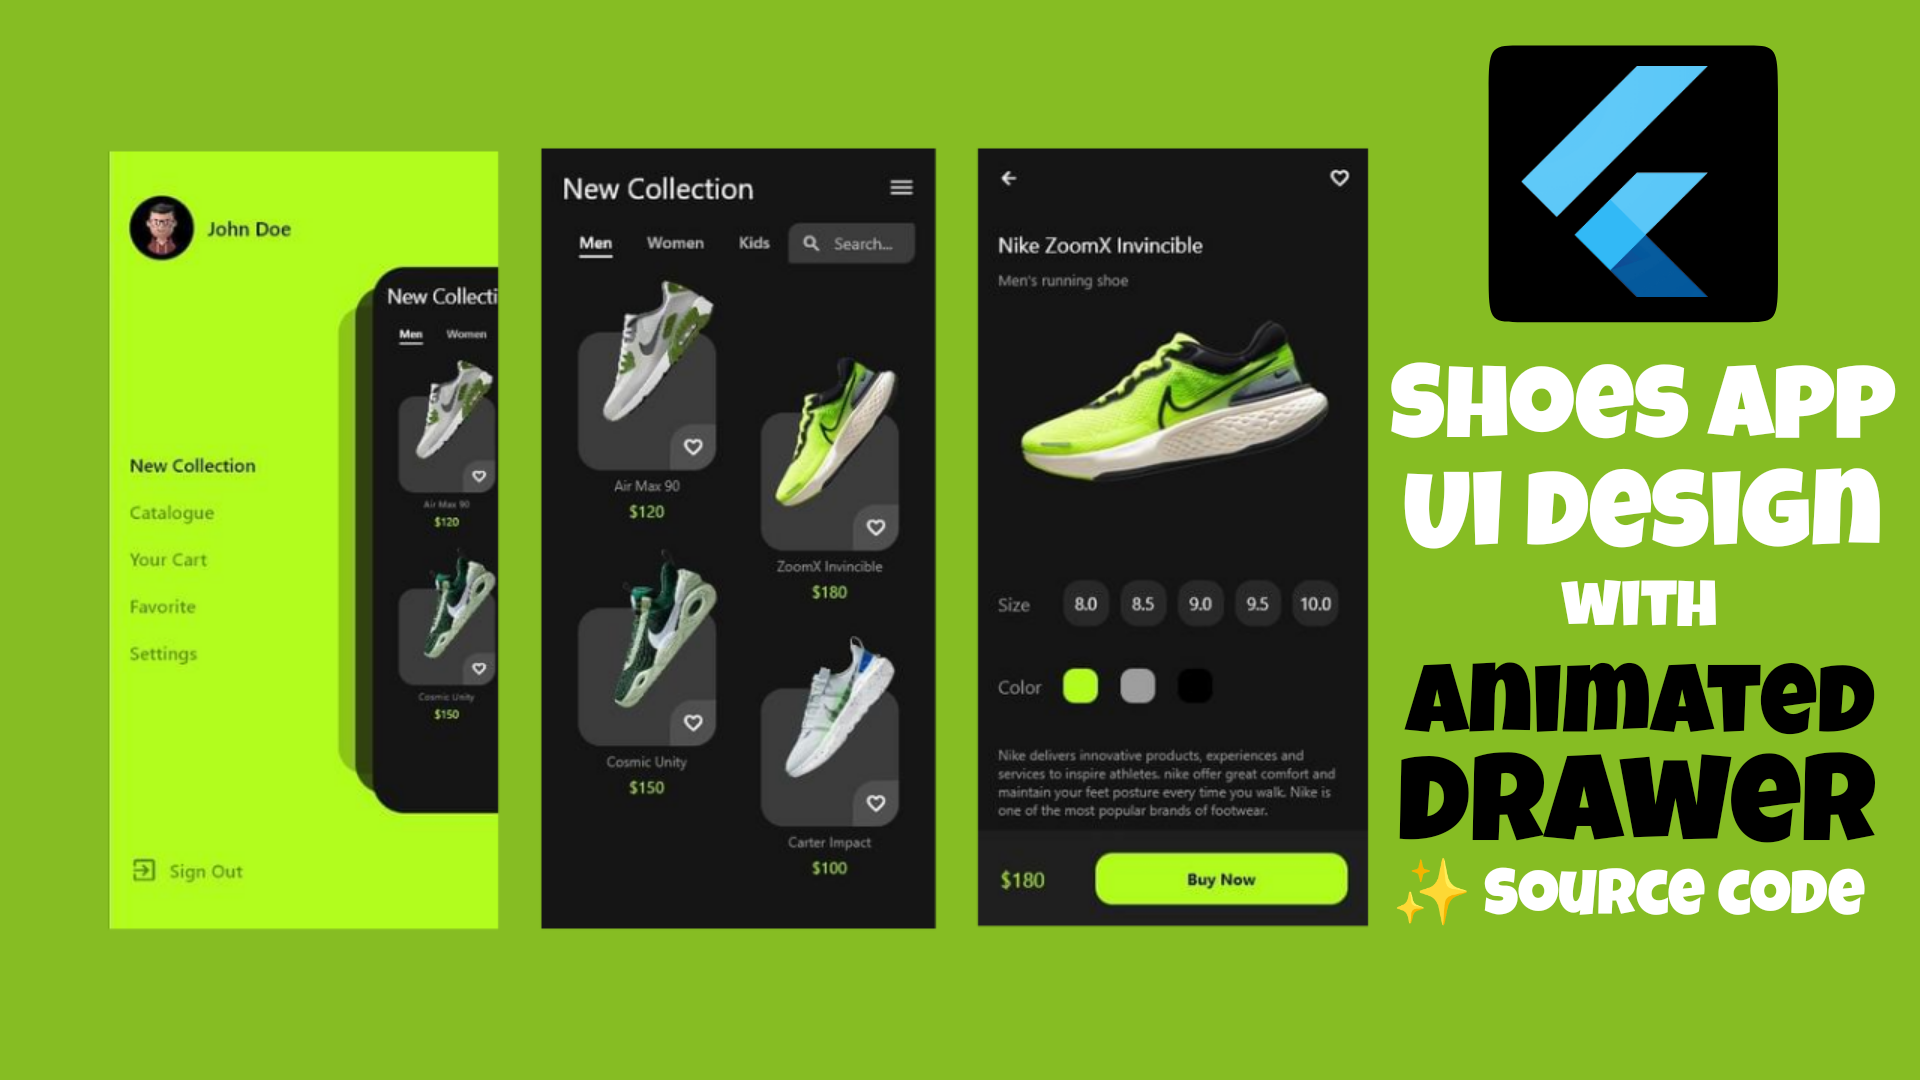 John Doe
New Collecti
Men Women
Air Max 90
$120
Cosmic Unity
$150
New Collection
Catalogue
Your Cart
Favorite
Settings
Sign Out
New Collection
Men Women Kids Search...
Air Max 90
$120
ZoomX Invincible
$180
Cosmic Unity
$150
Carter Impact
$100
Nike ZoomX Invincible
Men's running shoe
Size 8.0 8.5 9.0 9.5 10.0
Color
Nike delivers innovative products, experiences and
services to inspire athletes. nike offer great comfort and
maintain your feet posture every time you walk. Nike is
one of the most popular brands of footwear.
$180 Buy Now
SHOES APP
UI DESIGN
WITH
ANIMATED
DRAWER
✨ SOURCE CODE